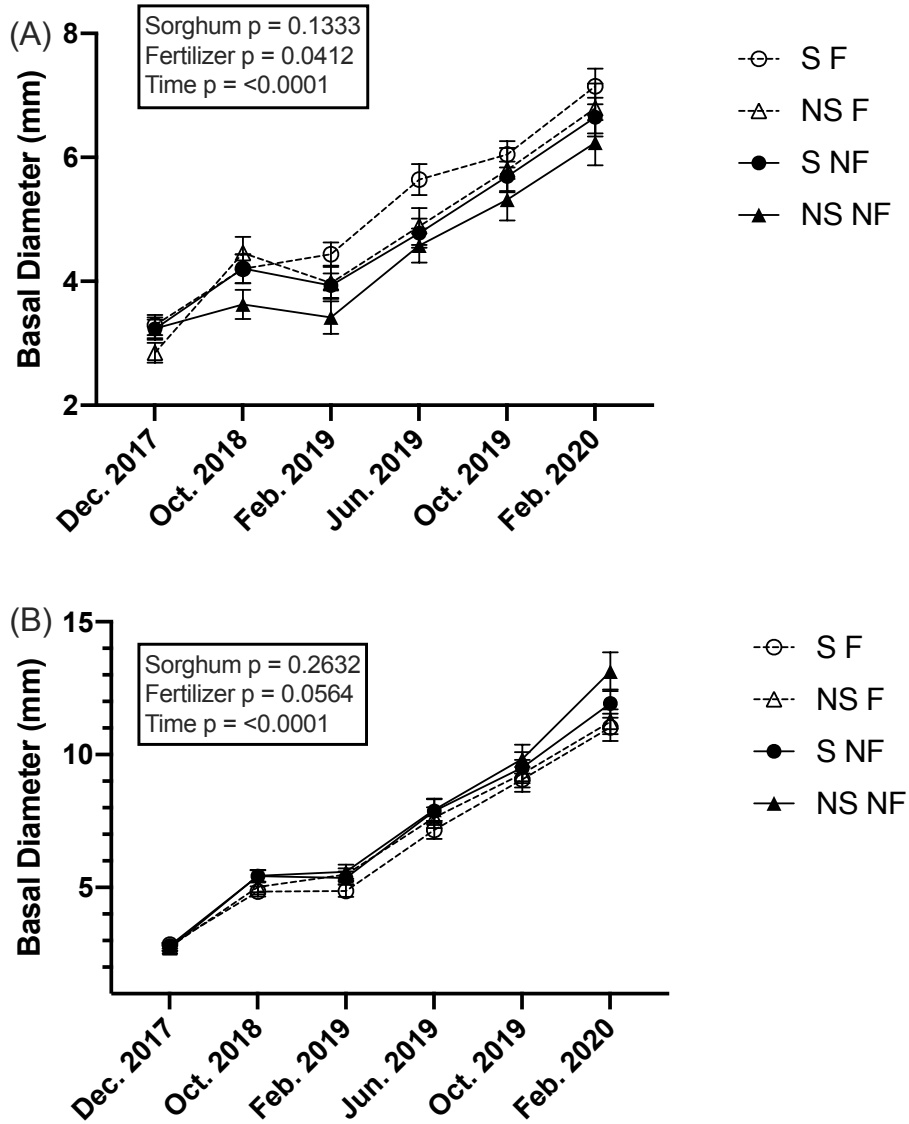 (A)
8
6
4
2
Basal Diameter (mm)
Sorghum p = 0.1333
Fertilizer p = 0.0412
Time p = <0.0001
S F
NS F
S NF
NS NF
Dec. 2017
Oct. 2018
Feb. 2019
Jun. 2019
Oct. 2019
Feb. 2020
(B)
15
10
5
Basal Diameter (mm)
Sorghum p = 0.2632
Fertilizer p = 0.0564
Time p = <0.0001
S F
NS F
S NF
NS NF
Dec. 2017
Oct. 2018
Feb. 2019
Jun. 2019
Oct. 2019
Feb. 2020